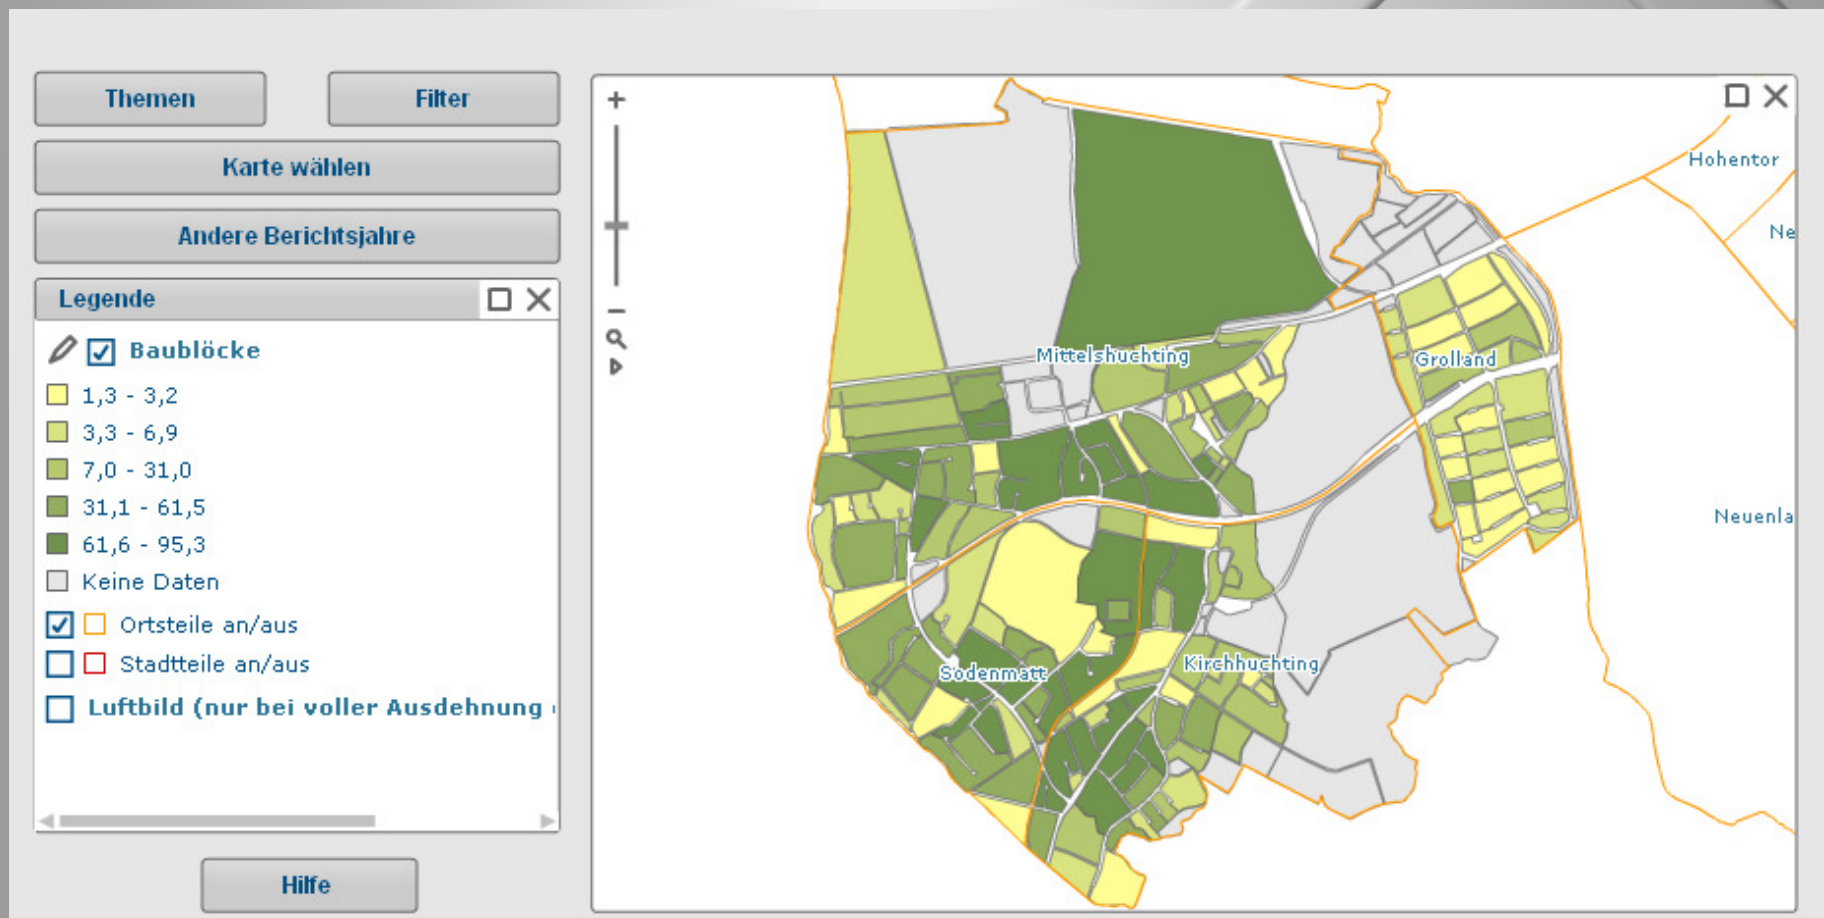 Themen
Filter
Karte wählen
Andere Berichtsjahre
Legende
Baublöcke
1,3 - 3,2
3,3 - 6,9
7,0 - 31,0
31,1 - 61,5
61,6 - 95,3
Keine Daten
Ortsteile an/aus
Stadtteile an/aus
Luftbild (nur bei voller Ausdehnung
Hilfe
Hohentor
Ne
Mittelshuchting
Grolland
Neuenla
Kirchhuchting
Sodenmatt